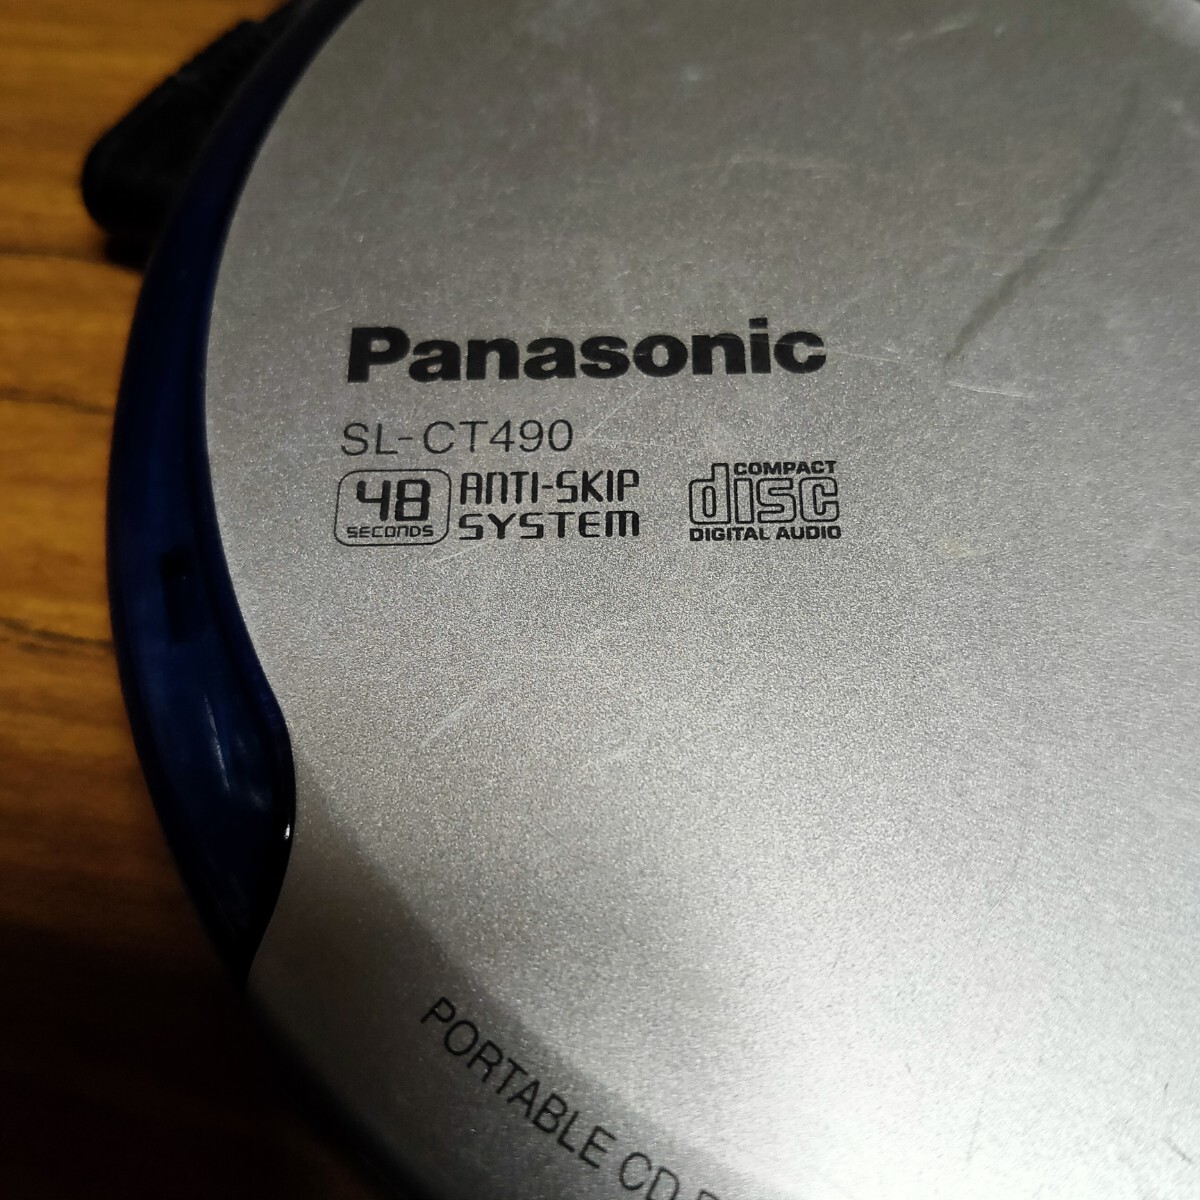 Panasonic
SL-CT490
48 SECONDS ANTI-SKIP SYSTEM
COMPACT disc DIGITAL AUDIO
PORTABLE CD